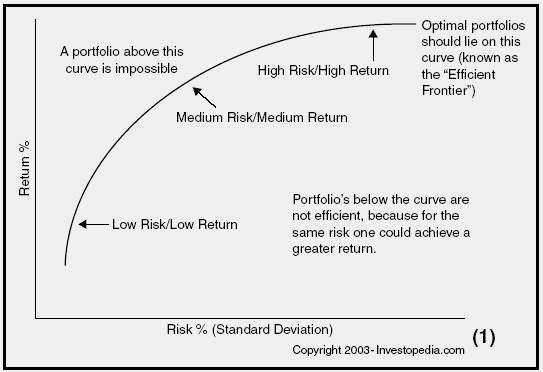 A portfolio above this
curve is impossible
Optimal portfolios
should lie on this
curve (known as
the “Efficient
Frontier”)
High Risk/High Return
Medium Risk/Medium Return
Return %
Portfolio's below the curve are
not efficient, because for the
same risk one could achieve a
greater return.
Low Risk/Low Return
Risk % (Standard Deviation)
(1)
Copyright 2003-Investopedia.com